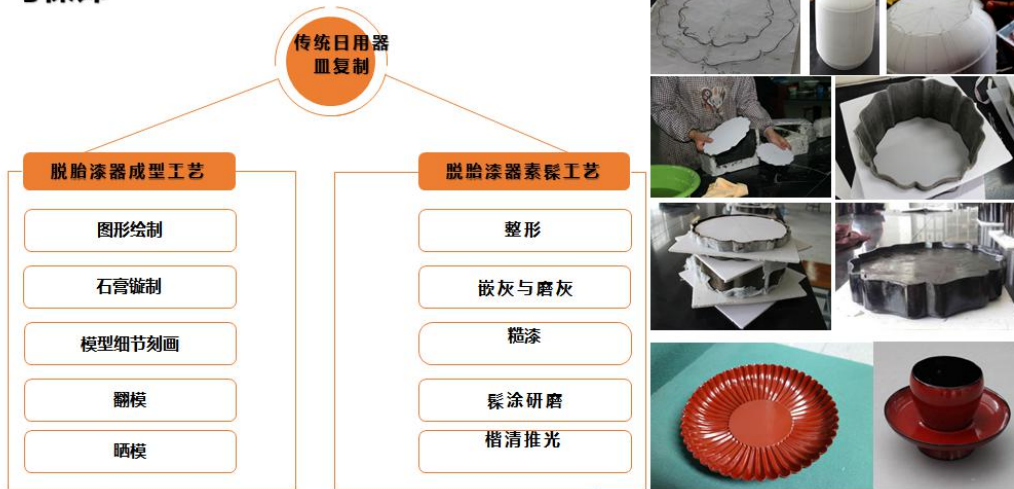 传统日用器
皿复制
脱胎漆器成型工艺
图形绘制
石膏镟制
模型细节刻画
翻模
晒模
脱胎漆器素髹工艺
整形
嵌灰与磨灰
糙漆
髹涂研磨
楷清推光